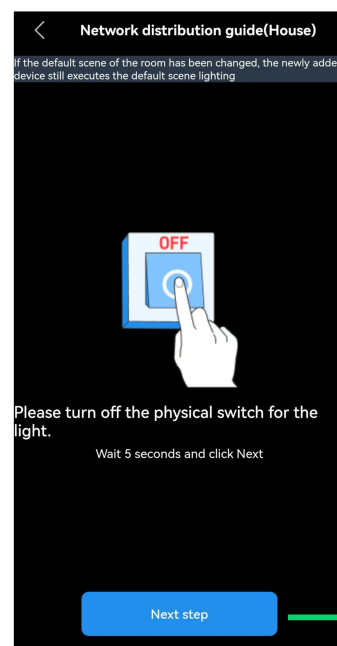 Network distribution guide(House)
If the default scene of the room has been changed, the newly adde
device still executes the default scene lighting
OFF
Please turn off the physical switch for the
light.
Wait 5 seconds and click Next
Next step